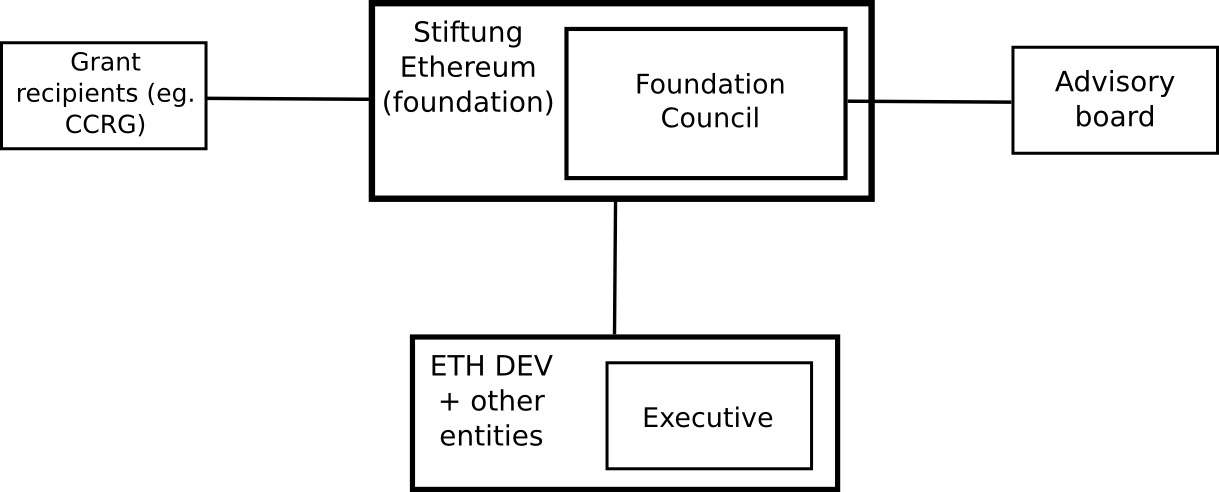 Grant
recipients (eg.
CCRG)
Stiftung
Ethereum
(foundation)
Foundation
Council
Advisory
board
ETH DEV
+ other
entities
Executive